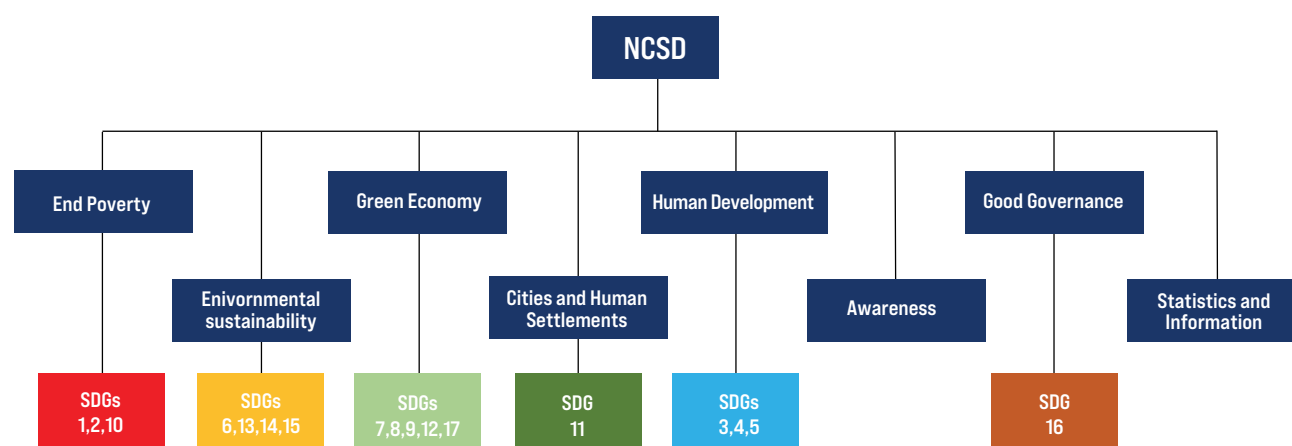 NCSD
End Poverty
Green Economy
Human Development
Good Governance
Enivornmental
sustainability
Cities and Human
Settlements
Awareness
Statistics and
Information
SDGs
1,2,10
SDGs
6,13,14,15
SDGs
7,8,9,12,17
SDG
11
SDGs
3,4,5
SDG
16